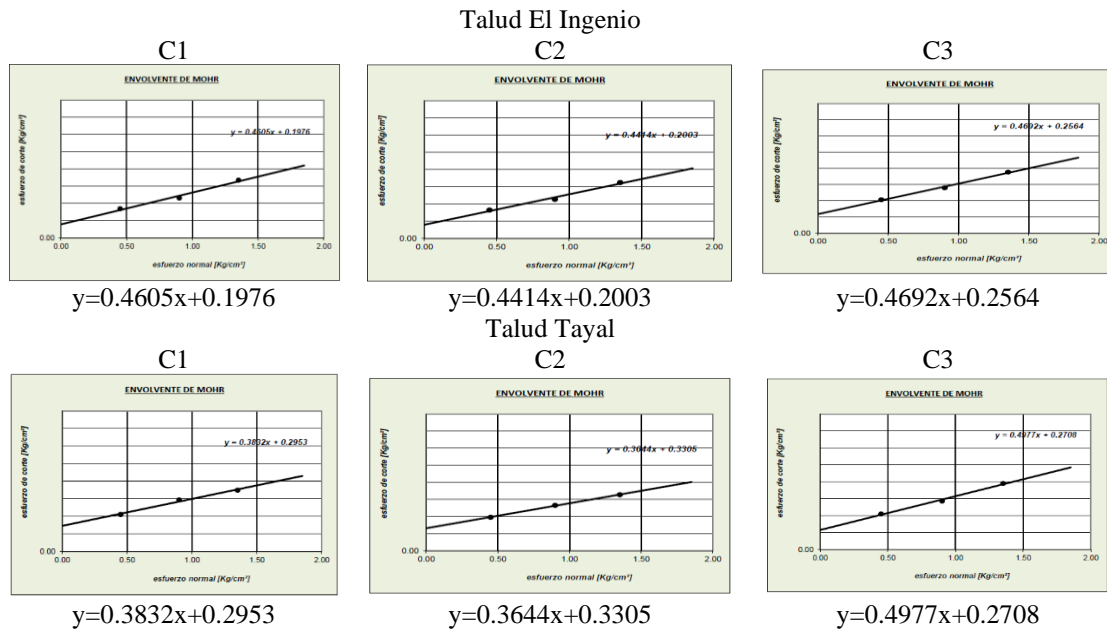 Talud El Ingenio
C1 C2 C3
ENVOLVENTE DE MOHR
y = 0.4605x + 0.1976
esfuerzo de corte [Kg/cm²]
0.00
0.00 0.50 1.00 1.50 2.00
esfuerzo normal [Kg/cm²]
ENVOLVENTE DE MOHR
y = 0.4414x + 0.2003
esfuerzo de corte [Kg/cm²]
0.00
0.00 0.50 1.00 1.50 2.00
esfuerzo normal [Kg/cm²]
ENVOLVENTE DE MOHR
y = 0.4692x + 0.2564
esfuerzo de corte [Kg/cm²]
0.00
0.00 0.50 1.00 1.50 2.00
esfuerzo normal [Kg/cm²]
y=0.4605x+0.1976 y=0.4414x+0.2003 y=0.4692x+0.2564
Talud Tayal
C1 C2 C3
ENVOLVENTE DE MOHR
y = 0.3832x + 0.2953
esfuerzo de corte [Kg/cm²]
0.00
0.00 0.50 1.00 1.50 2.00
esfuerzo normal [Kg/cm²]
ENVOLVENTE DE MOHR
y = 0.3644x + 0.3305
esfuerzo de corte [Kg/cm²]
0.00
0.00 0.50 1.00 1.50 2.00
esfuerzo normal [Kg/cm²]
ENVOLVENTE DE MOHR
y = 0.4977x + 0.2708
esfuerzo de corte [Kg/cm²]
0.00
0.00 0.50 1.00 1.50 2.00
esfuerzo normal [Kg/cm²]
y=0.3832x+0.2953 y=0.3644x+0.3305 y=0.4977x+0.2708